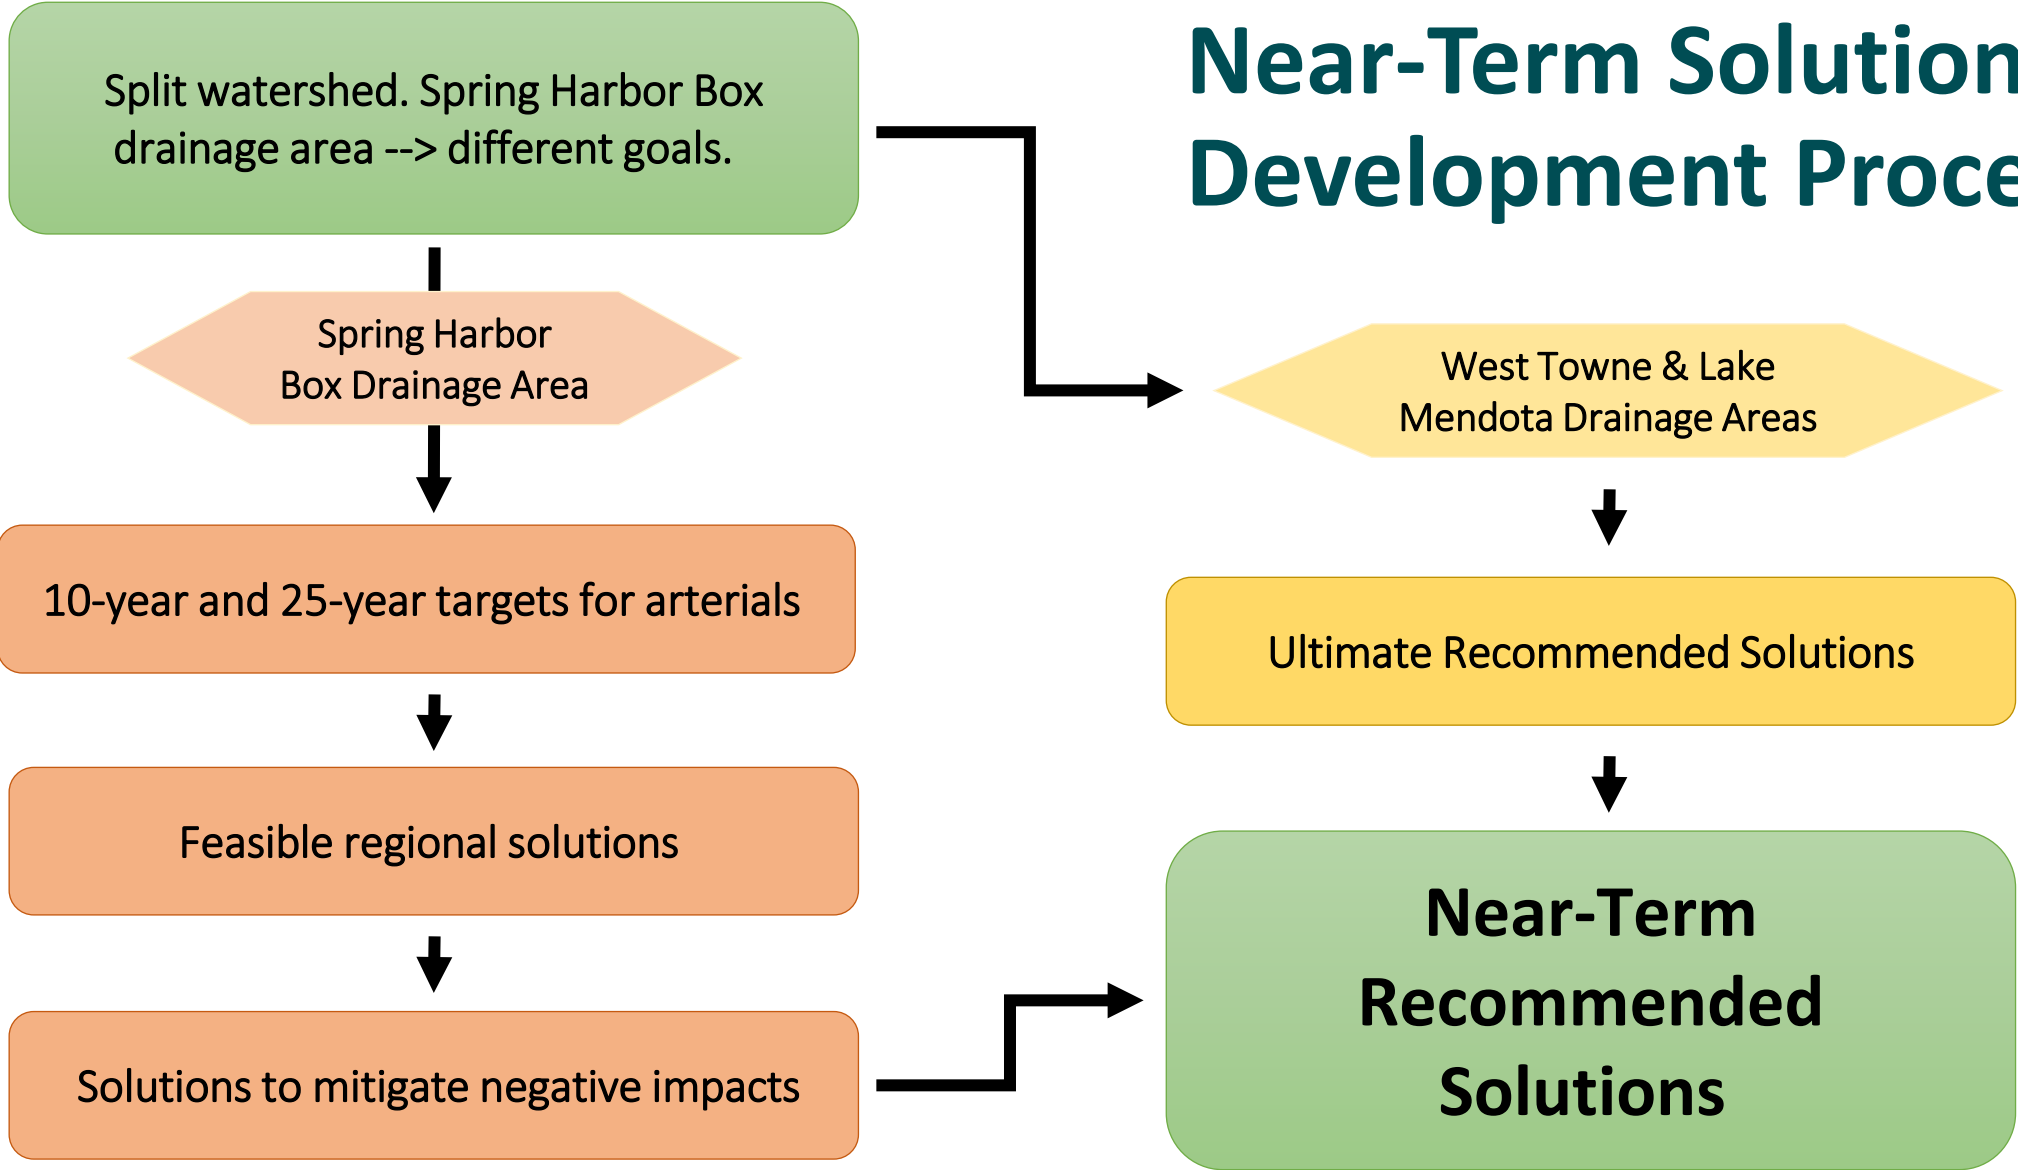 Near-Term Solution
Development Proce
Split watershed. Spring Harbor Box
drainage area --> different goals.
Spring Harbor
Box Drainage Area
10-year and 25-year targets for arterials
Feasible regional solutions
Solutions to mitigate negative impacts
West Towne & Lake
Mendota Drainage Areas
Ultimate Recommended Solutions
Near-Term
Recommended
Solutions